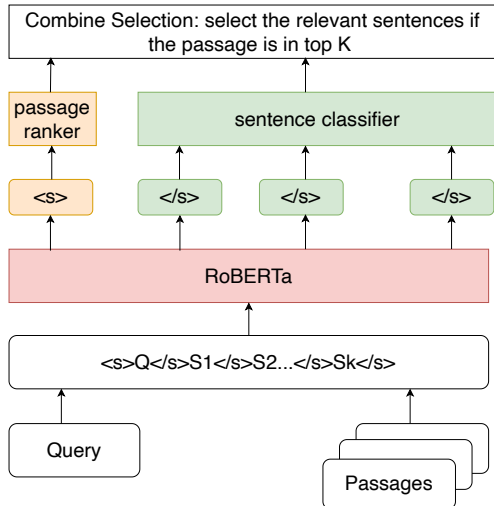 Combine Selection: select the relevant sentences if
the passage is in top K
passage
ranker
sentence classifier
<s>
</s>
</s>
</s>
RoBERTa
<s>Q</s>S1</s>S2...</s>Sk</s>
Query
Passages